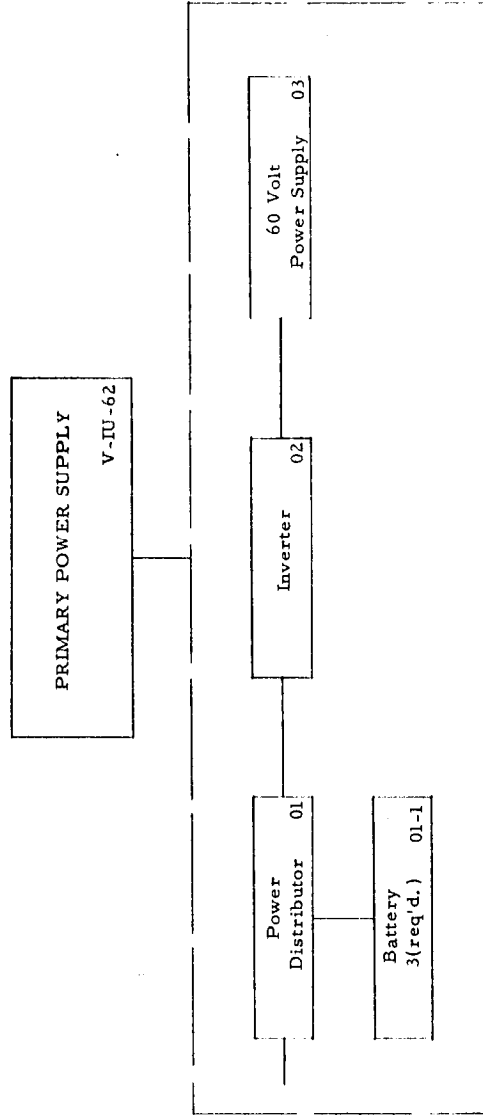 PRIMARY POWER SUPPLY
V-IU-62
Power
Distributor
01
Inverter
02
60 Volt
Power Supply
03
Battery
3(req'd.)
01-1